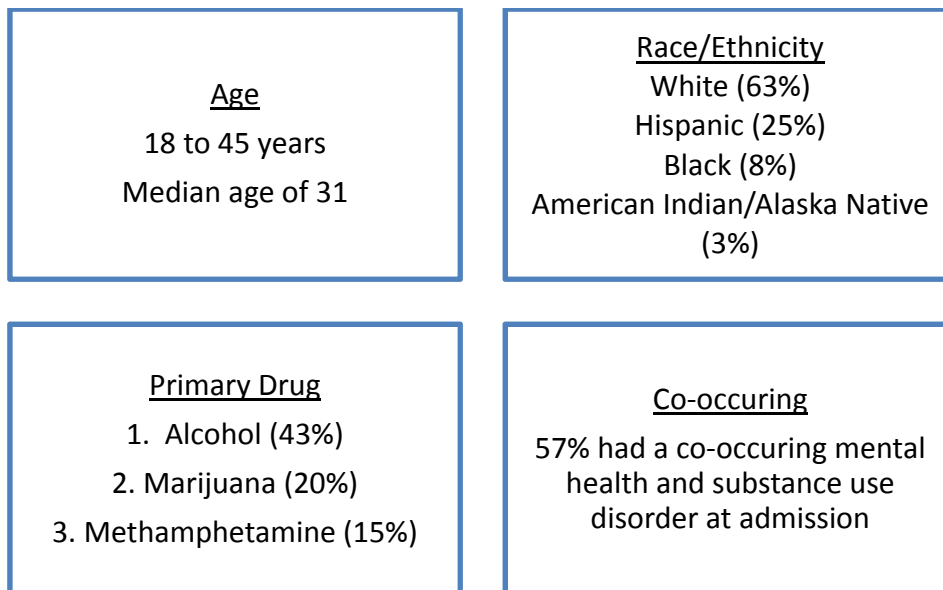 Age
18 to 45 years
Median age of 31
Race/Ethnicity
White (63%)
Hispanic (25%)
Black (8%)
American Indian/Alaska Native
(3%)
Primary Drug
1. Alcohol (43%)
2. Marijuana (20%)
3. Methamphetamine (15%)
Co-occuring
57% had a co-occuring mental
health and substance use
disorder at admission